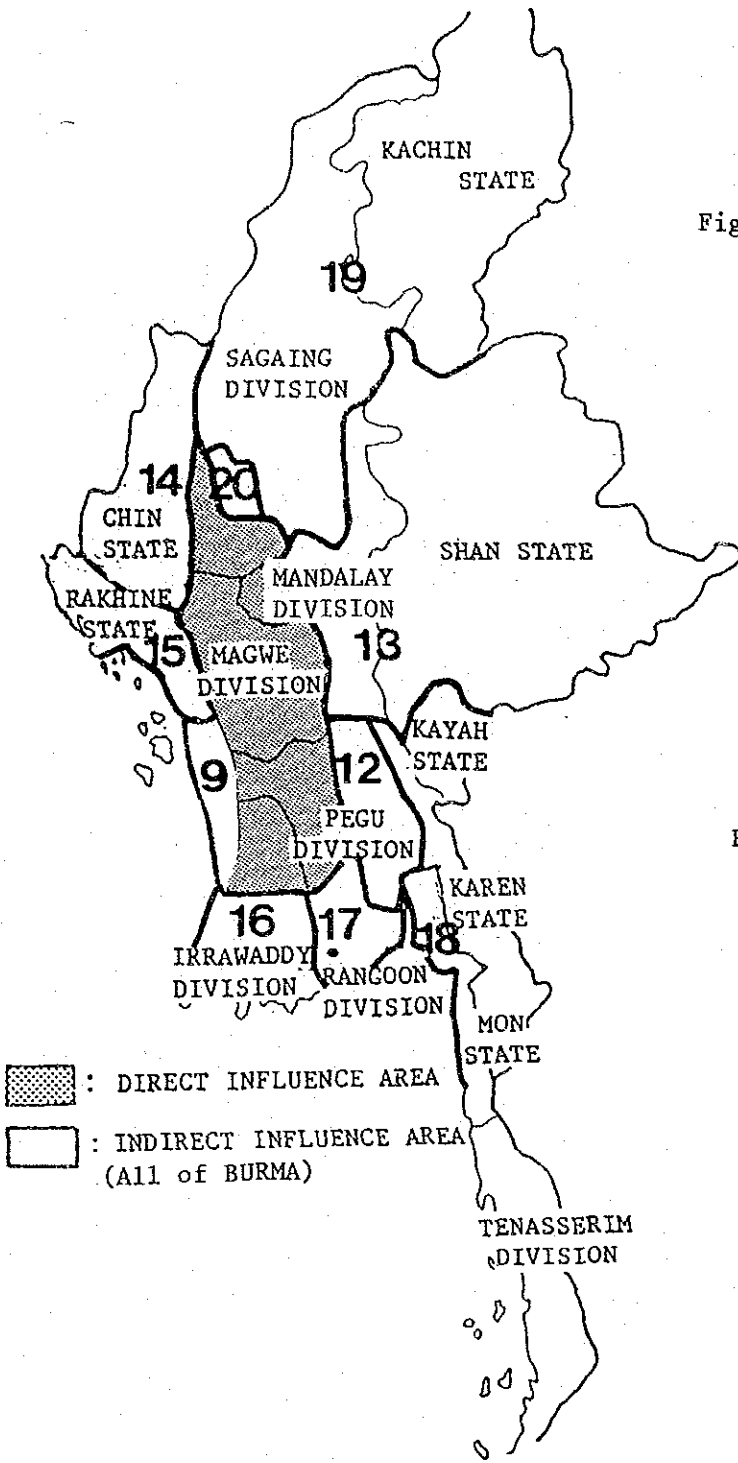 KACHIN
STATE
Fig
19
SAGAING
DIVISION
14
20
CHIN
STATE
SHAN STATE
MANDALAY
DIVISION
RAKHINE
STATE
15
13
MAGWE
DIVISION
KAYAH
STATE
9
12
PEGU
DIVISION
KAREN
STATE
16
17
18
IRRAWADDY
DIVISION
RANGOON
DIVISION
MON
STATE
: DIRECT INFLUENCE AREA
: INDIRECT INFLUENCE AREA
(All of BURMA)
TENASSERIM
DIVISION